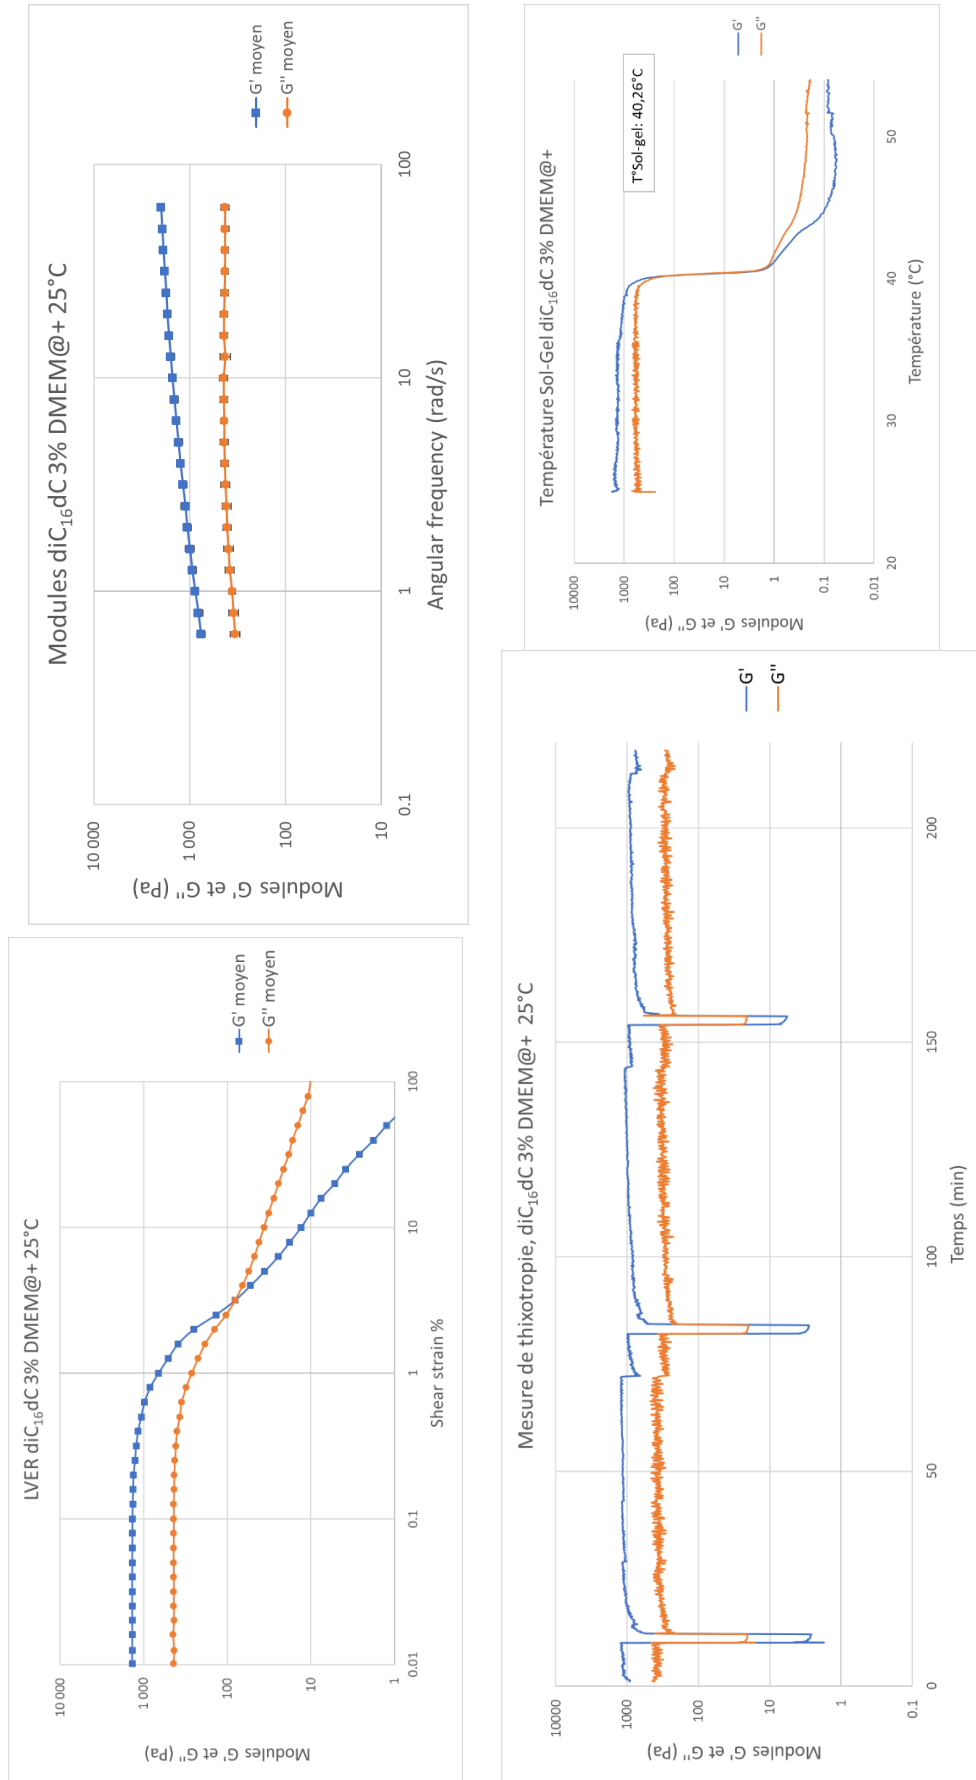 LVER diC16dC 3% DMEM@+ 25°C
Modules G' et G'' (Pa)
10 000
1 000
100
10
1
0.01
0.1
1
10
100
Shear strain %
G' moyen
G'' moyen
Modules diC16dC 3% DMEM@+ 25°C
Modules G' et G'' (Pa)
10 000
1 000
100
10
0.1
1
10
100
Angular frequency (rad/s)
G' moyen
G'' moyen
Mesure de thixotropie, diC16dC 3% DMEM@+ 25°C
Modules G' et G'' (Pa)
10000
1000
100
10
1
0.1
0
50
100
150
200
Temps (min)
G'
G''
Température Sol-Gel diC16dC 3% DMEM@+
Modules G' et G'' (Pa)
10000
1000
100
10
1
0.1
0.01
20
30
40
50
Température (°C)
T°Sol-gel: 40,26°C
G'
G''